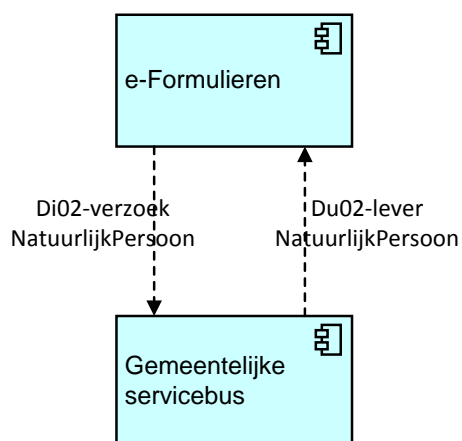 e-Formulieren
Di02-verzoek
NatuurlijkPersoon
Du02-lever
NatuurlijkPersoon
Gemeentelijke
servicebus